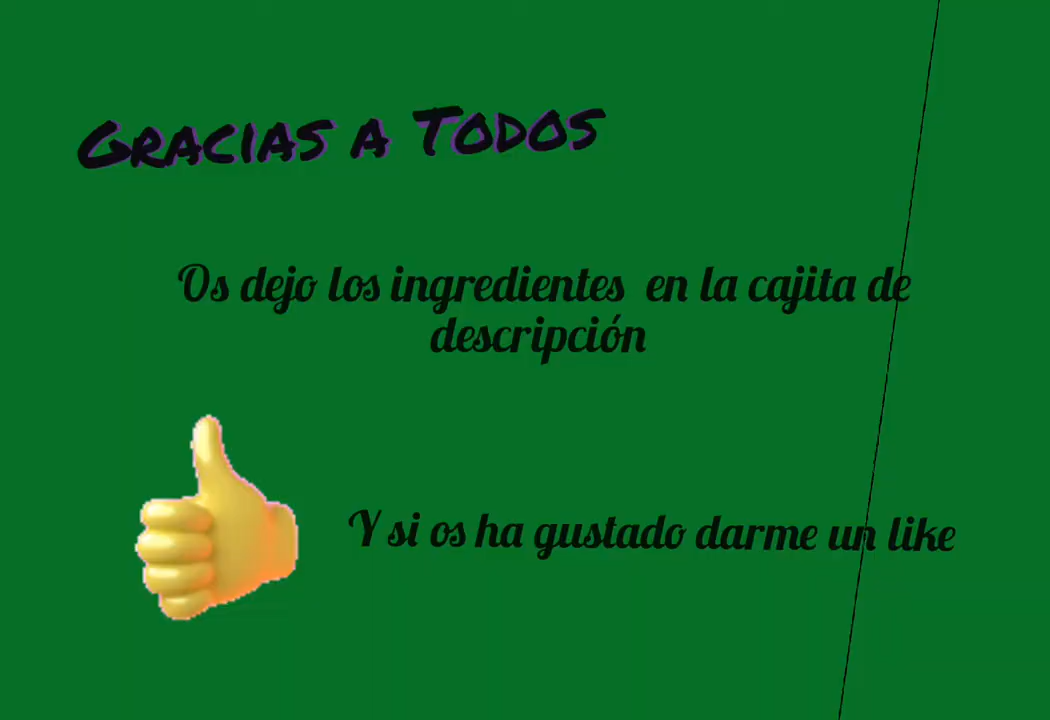 Gracias a Todos
Os dejo los ingredientes en la cajita de
descripción
Y si os ha gustado darme un like